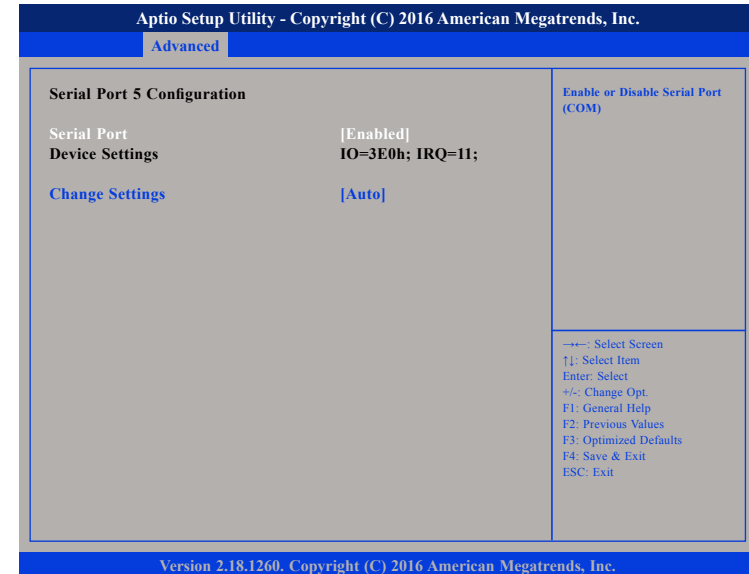 Aptio Setup Utility - Copyright (C) 2016 American Megatrends, Inc.
Advanced
Serial Port 5 Configuration
Serial Port [Enabled]
Device Settings IO=3E0h; IRQ=11;
Change Settings [Auto]
Enable or Disable Serial Port
(COM)
→←: Select Screen
↑↓: Select Item
Enter: Select
+/-: Change Opt.
F1: General Help
F2: Previous Values
F3: Optimized Defaults
F4: Save & Exit
ESC: Exit
Version 2.18.1260. Copyright (C) 2016 American Megatrends, Inc.